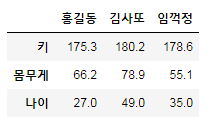 홍길동 김사또 임꺽정
키 175.3 180.2 178.6
몸무게 66.2 78.9 55.1
나이 27.0 49.0 35.0